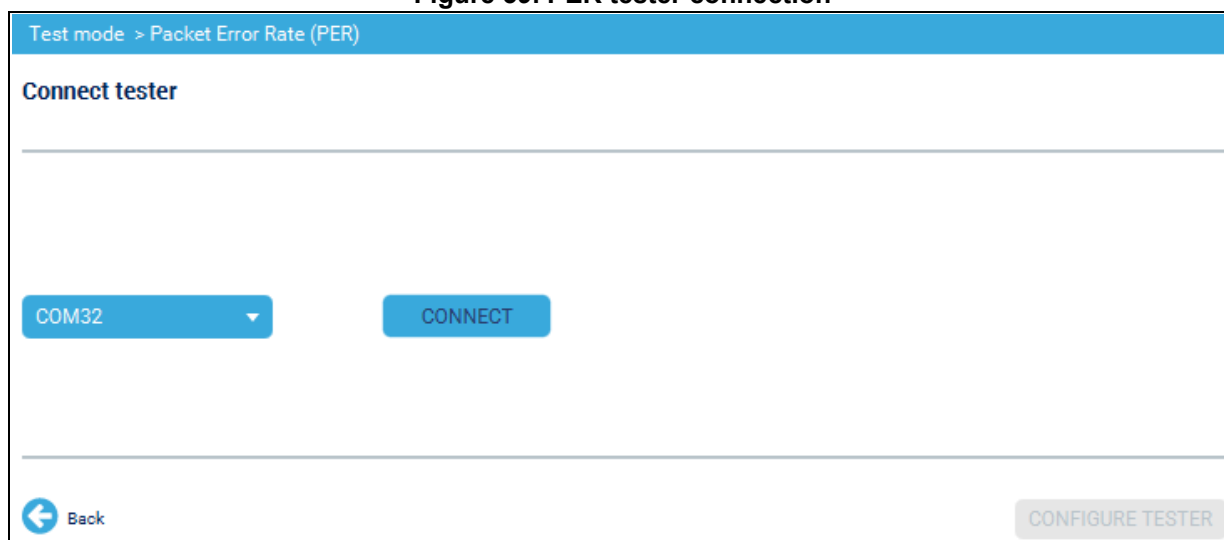 Test mode > Packet Error Rate (PER)
Connect tester
COM32
CONNECT
Back
CONFIGURE TESTER